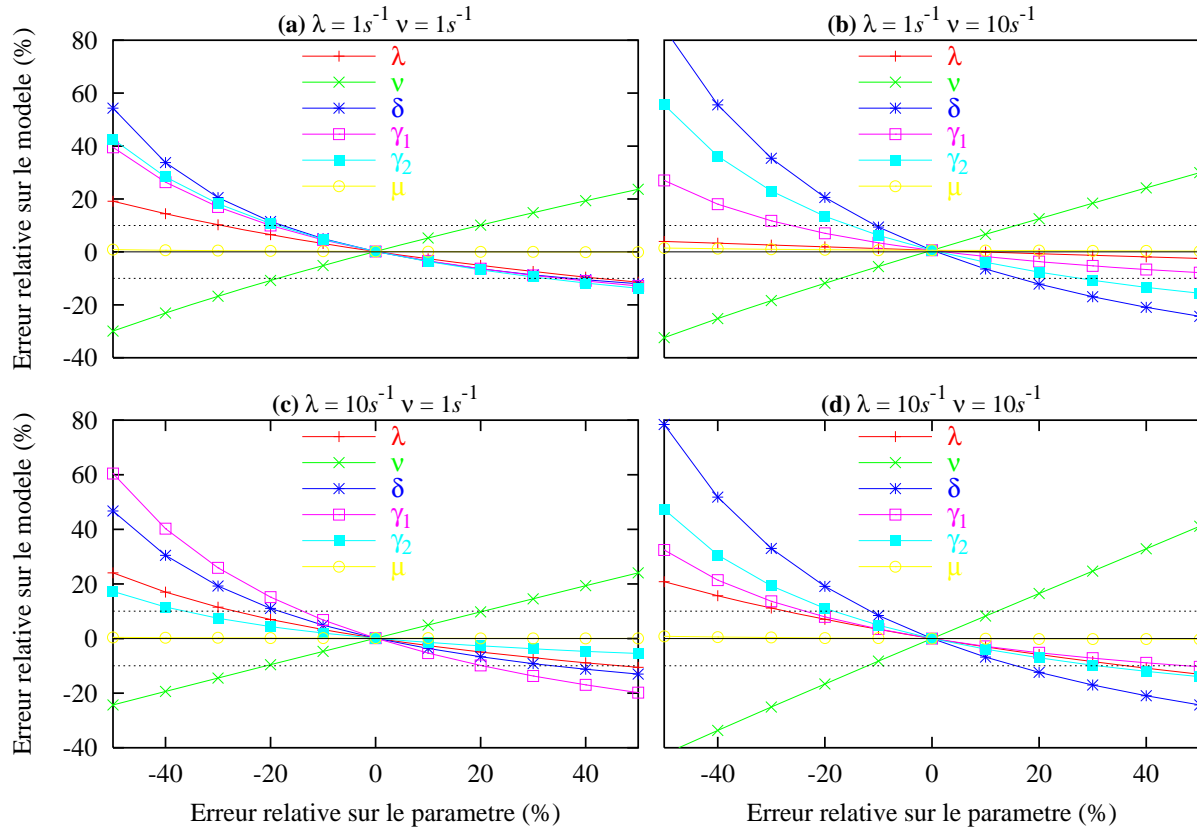 (a) λ = 1s⁻¹ ν = 1s⁻¹
(b) λ = 1s⁻¹ ν = 10s⁻¹
Erreur relative sur le modele (%)
80
60
40
20
0
-20
-40
λ
ν
δ
γ₁
γ₂
μ
λ
ν
δ
γ₁
γ₂
μ
(c) λ = 10s⁻¹ ν = 1s⁻¹
(d) λ = 10s⁻¹ ν = 10s⁻¹
Erreur relative sur le modele (%)
80
60
40
20
0
-20
-40
λ
ν
δ
γ₁
γ₂
μ
λ
ν
δ
γ₁
γ₂
μ
-40 -20 0 20 40
-40 -20 0 20 40
Erreur relative sur le parametre (%)
Erreur relative sur le parametre (%)